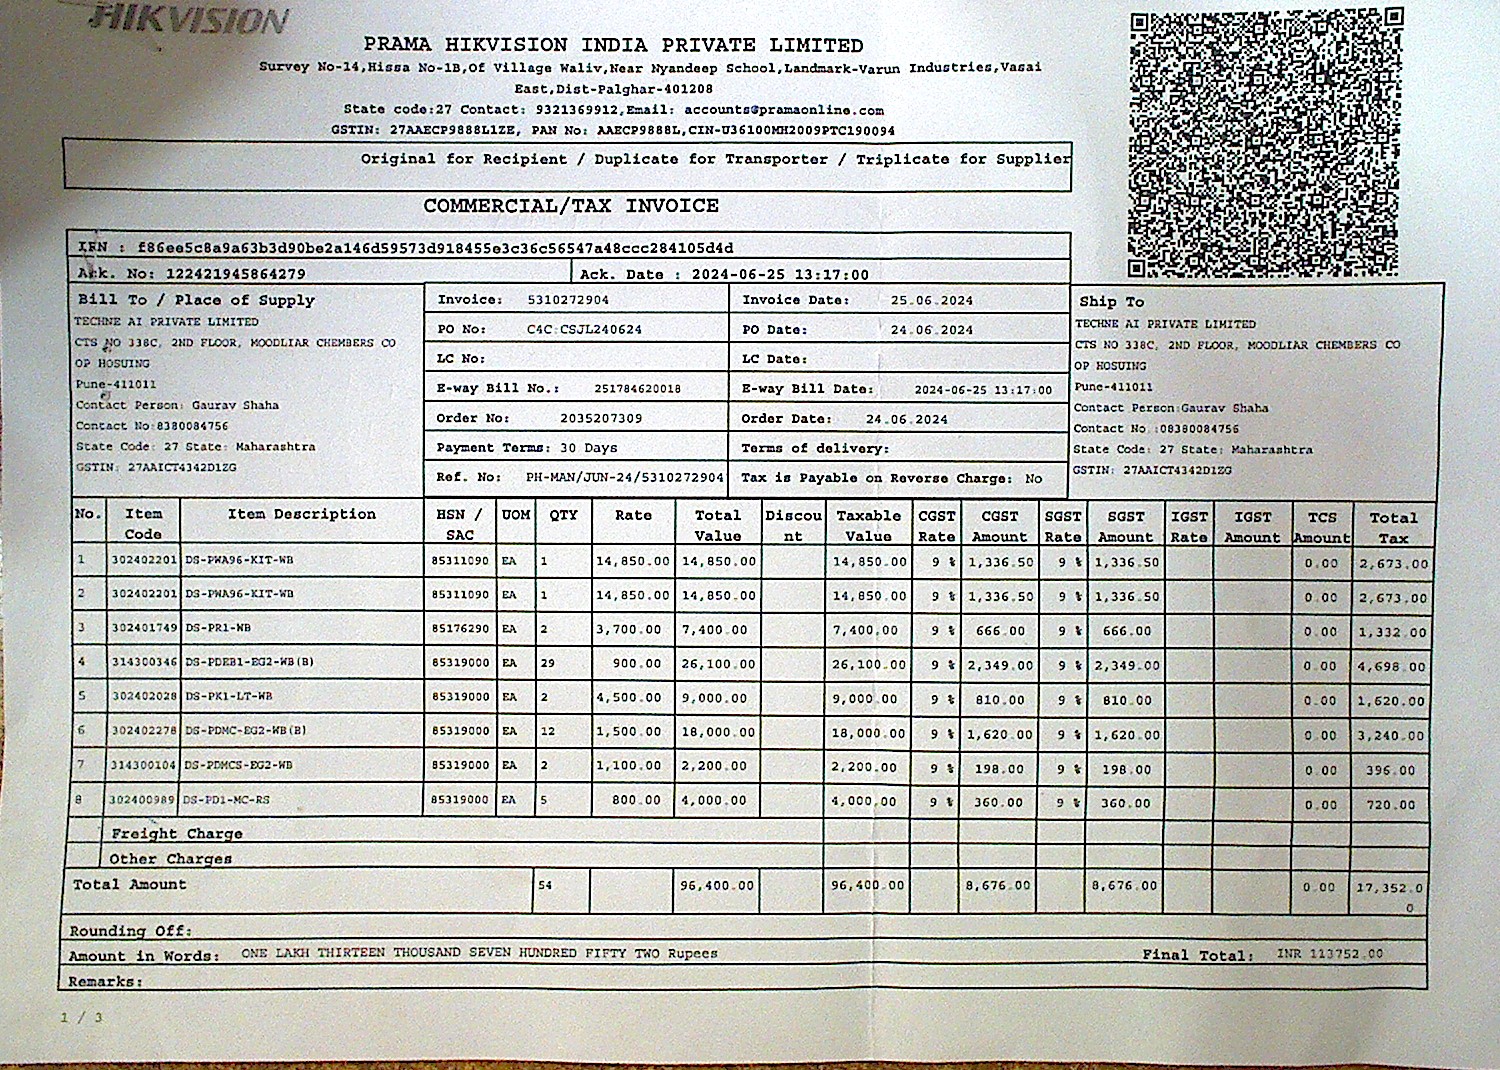 HIKVISION
PRAMA HIKVISION INDIA PRIVATE LIMITED
Survey No-14,Hissa No-1B,Of Village Waliv,Near Nyandeep School,Landmark-Varun Industries,Vasai
East,Dist-Palghar-401208
State code:27 Contact: 9321369912,Email: accounts@pramaonline.com
GSTIN: 27AAECP9888L1ZE, PAN No: AAECP9888L,CIN-U36100MH2009PTC190094
Original for Recipient / Duplicate for Transporter / Triplicate for Supplier
COMMERCIAL/TAX INVOICE
IRN : f86ee5c8a9a63b3d90be2a146d59573d918455e3c36c56547a48ccc284105d4d
Ack. No: 122421945864279 Ack. Date : 2024-06-25 13:17:00
Bill To / Place of Supply
TECHNE AI PRIVATE LIMITED
CTS NO 338C, 2ND FLOOR, MOODLIAR CHEMBERS CO
OP HOSUING
Pune-411011
Contact Person: Gaurav Shaha
Contact No:8380084756
State Code: 27 State: Maharashtra
GSTIN: 27AAICT4342D1ZG
Invoice: 5310272904 Invoice Date: 25.06.2024
PO No: C4C:CSJL240624 PO Date: 24.06.2024
LC No: LC Date:
E-way Bill No.: 251784620018 E-way Bill Date: 2024-06-25 13:17:00
Order No: 2035207309 Order Date: 24.06.2024
Payment Terms: 30 Days Terms of delivery:
Ref. No: PH-MAN/JUN-24/5310272904 Tax is Payable on Reverse Charge: No
Ship To
TECHNE AI PRIVATE LIMITED
CTS NO 338C, 2ND FLOOR, MOODLIAR CHEMBERS CO
OP HOSUING
Pune-411011
Contact Person:Gaurav Shaha
Contact No.:08380084756
State Code: 27 State: Maharashtra
GSTIN: 27AAICT4342D1ZG
No. Item Item Description HSN / UOM QTY Rate Total Discou Taxable CGST CGST SGST SGST IGST IGST TCS Total
Code SAC Value nt Value Rate Amount Rate Amount Rate Amount Amount Tax
1 302402201 DS-PWA96-KIT-WB 85311090 EA 1 14,850.00 14,850.00 14,850.00 9 % 1,336.50 9 % 1,336.50 0.00 2,673.00
2 302402201 DS-PWA96-KIT-WB 85311090 EA 1 14,850.00 14,850.00 14,850.00 9 % 1,336.50 9 % 1,336.50 0.00 2,673.00
3 302401749 DS-PR1-WB 85176290 EA 2 3,700.00 7,400.00 7,400.00 9 % 666.00 9 % 666.00 0.00 1,332.00
4 314300346 DS-PDEB1-EG2-WB(B) 85319000 EA 29 900.00 26,100.00 26,100.00 9 % 2,349.00 9 % 2,349.00 0.00 4,698.00
5 302402028 DS-PK1-LT-WB 85319000 EA 2 4,500.00 9,000.00 9,000.00 9 % 810.00 9 % 810.00 0.00 1,620.00
6 302402278 DS-PDMC-EG2-WB(B) 85319000 EA 12 1,500.00 18,000.00 18,000.00 9 % 1,620.00 9 % 1,620.00 0.00 3,240.00
7 314300104 DS-PDMCS-EG2-WB 85319000 EA 2 1,100.00 2,200.00 2,200.00 9 % 198.00 9 % 198.00 0.00 396.00
8 302400989 DS-PD1-MC-RS 85319000 EA 5 800.00 4,000.00 4,000.00 9 % 360.00 9 % 360.00 0.00 720.00
Freight Charge
Other Charges
Total Amount 54 96,400.00 96,400.00 8,676.00 8,676.00 0.00 17,352.0
0
Rounding Off:
Amount in Words: ONE LAKH THIRTEEN THOUSAND SEVEN HUNDRED FIFTY TWO Rupees Final Total: INR 113752.00
Remarks:
1 / 3